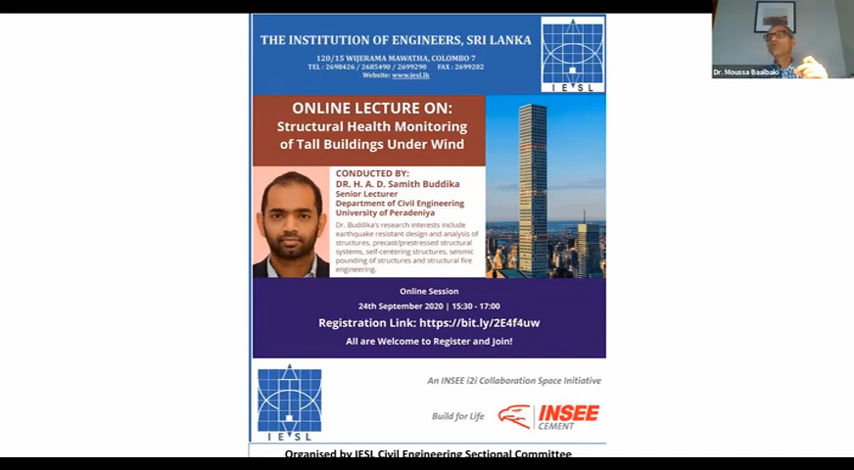 THE INSTITUTION OF ENGINEERS, SRI LANKA
120/15 WIJERAMA MAWATHA, COLOMBO 7
TEL : 2698426 / 2685490 / 2699290 FAX : 2699202
Website: www.iesl.lk
I E S L
Dr. Moussa Baalbaki
ONLINE LECTURE ON:
Structural Health Monitoring
of Tall Buildings Under Wind
CONDUCTED BY:
DR. H. A. D. Samith Buddika
Senior Lecturer
Department of Civil Engineering
University of Peradeniya
Dr. Buddika's research interests include
earthquake resistant design and analysis of
structures, precast/prestressed structural
systems, self-centering structures, seismic
pounding of structures and structural fire
engineering.
Online Session
24th September 2020 | 15:30 - 17:00
Registration Link: https://bit.ly/2E4f4uw
All are Welcome to Register and Join!
An INSEE i2i Collaboration Space Initiative
Build for Life
INSEE
CEMENT
I E S L
Organised by IESL Civil Engineering Sectional Committee